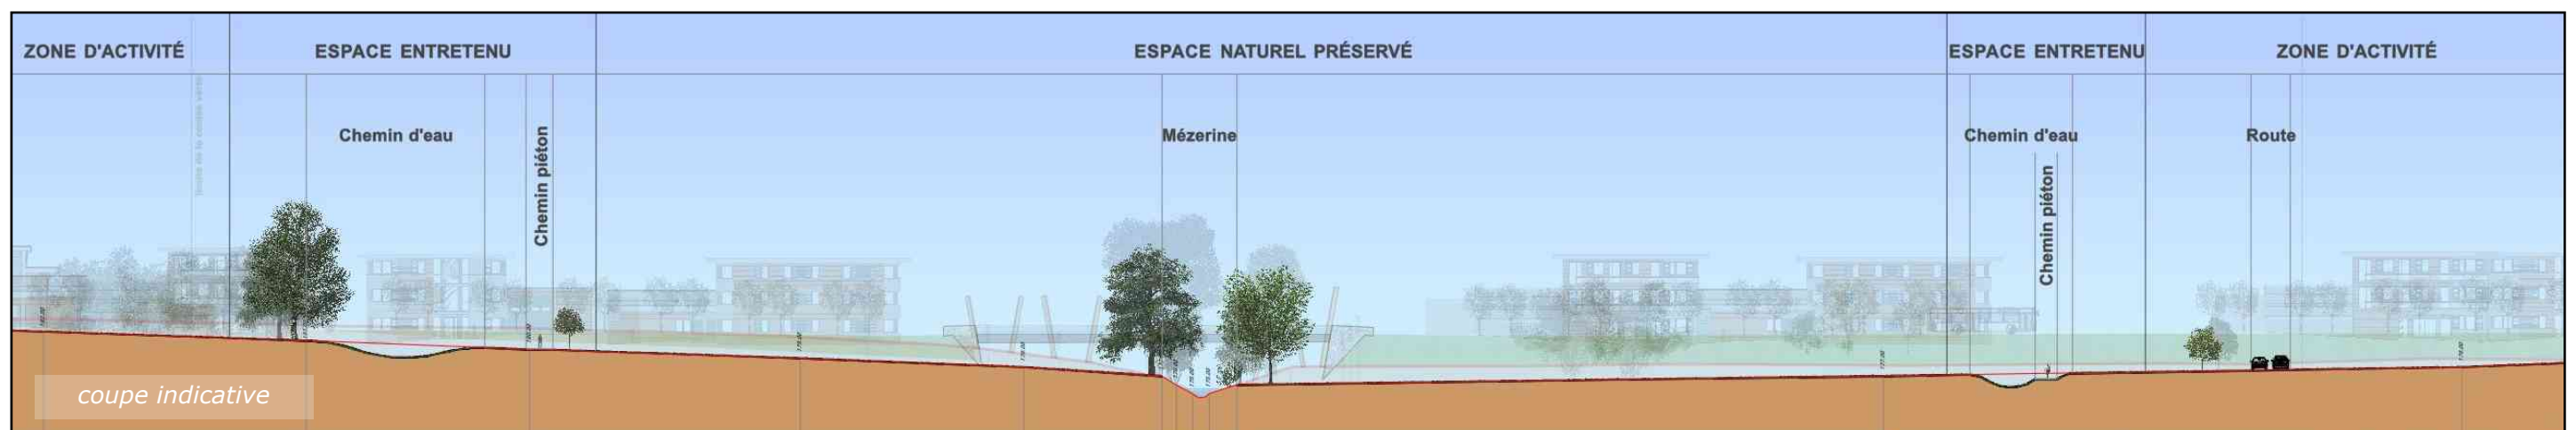 ZONE D'ACTIVITÉ
ESPACE ENTRETENU
ESPACE NATUREL PRÉSERVÉ
ESPACE ENTRETENU
ZONE D'ACTIVITÉ
Chemin d'eau
Chemin piéton
Mézerine
Chemin d'eau
Chemin piéton
Route
coupe indicative